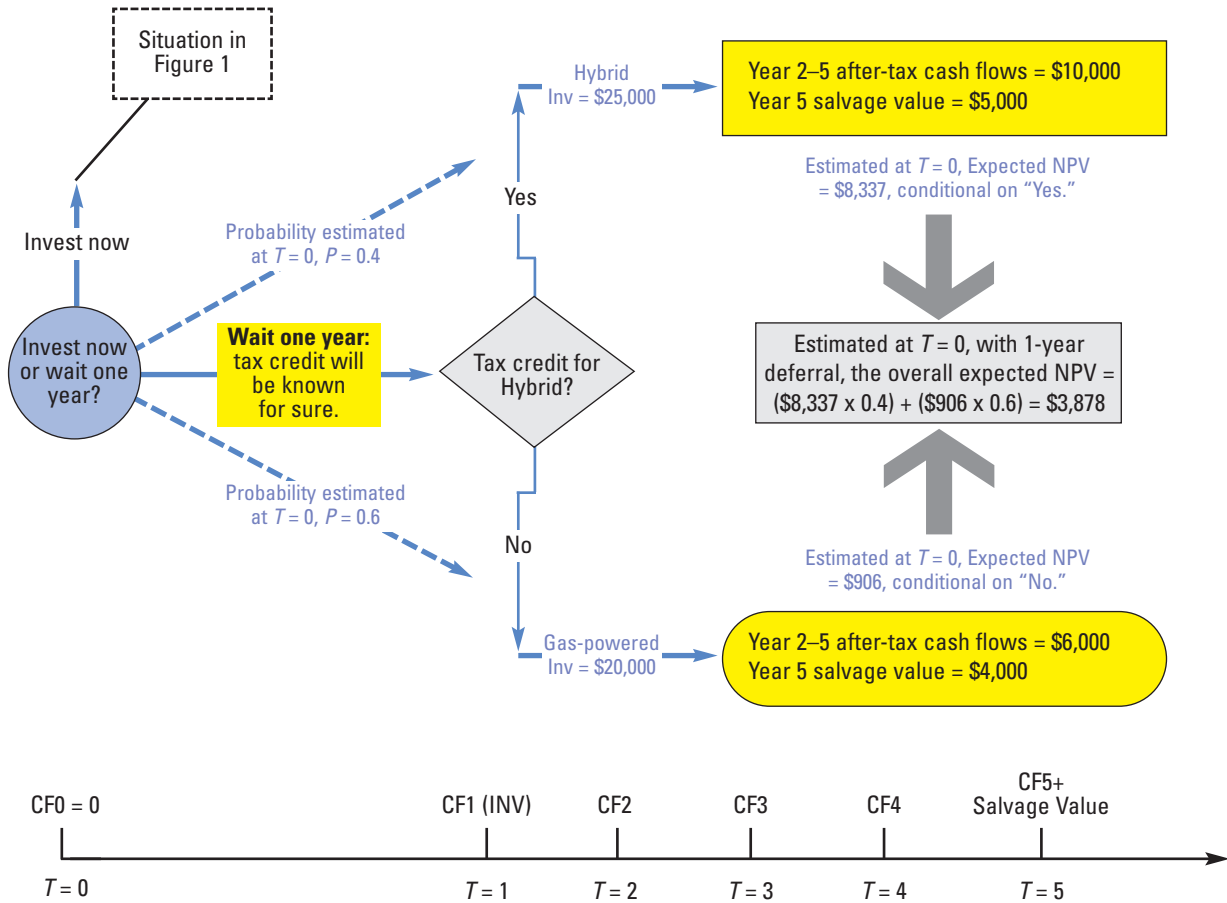 Situation in
Figure 1
Invest now
Invest now
or wait one
year?
Probability estimated
at T = 0, P = 0.4
Wait one year:
tax credit will
be known
for sure.
Probability estimated
at T = 0, P = 0.6
Hybrid
Inv = $25,000
Yes
Tax credit for
Hybrid?
No
Gas-powered
Inv = $20,000
Year 2–5 after-tax cash flows = $10,000
Year 5 salvage value = $5,000
Estimated at T = 0, Expected NPV
= $8,337, conditional on “Yes.”
Estimated at T = 0, with 1-year
deferral, the overall expected NPV =
($8,337 x 0.4) + ($906 x 0.6) = $3,878
Estimated at T = 0, Expected NPV
= $906, conditional on “No.”
Year 2–5 after-tax cash flows = $6,000
Year 5 salvage value = $4,000
CF0 = 0
CF1 (INV)
CF2
CF3
CF4
CF5+
Salvage Value
T = 0
T = 1
T = 2
T = 3
T = 4
T = 5